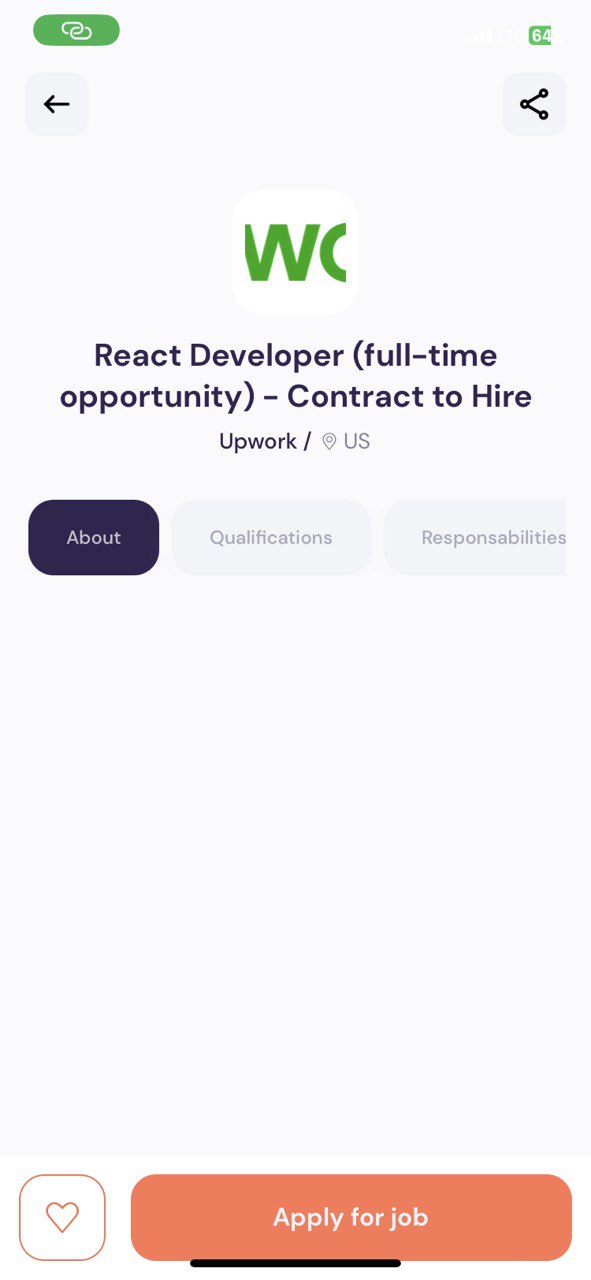 LTE 64
WC
React Developer (full-time
opportunity) - Contract to Hire
Upwork / US
About Qualifications Responsabilities
Apply for job